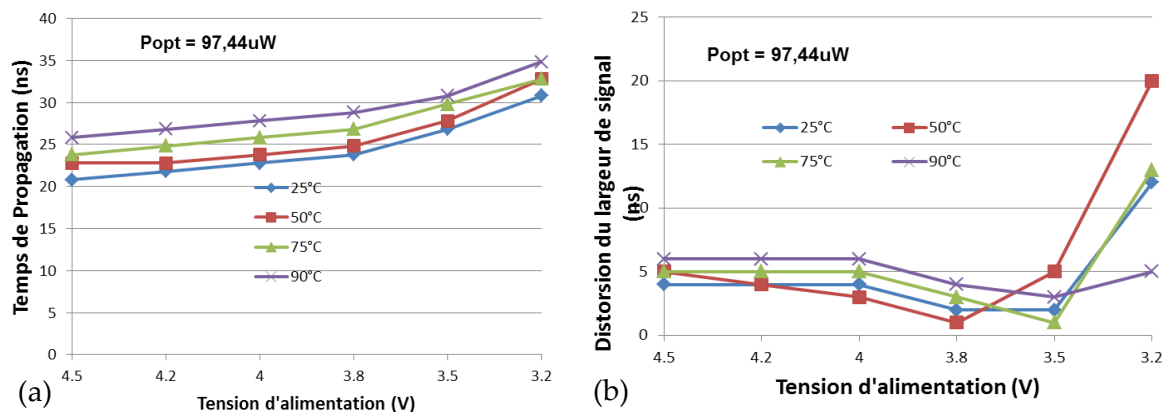 Popt = 97,44uW
Temps de Propagation (ns)
40
35
30
25
20
15
10
5
0
25°C
50°C
75°C
90°C
4.5 4.2 4 3.8 3.5 3.2
Tension d'alimentation (V)
(a)
Popt = 97,44uW
Distorsion du largeur de signal
(ns)
25
20
15
10
5
0
25°C 50°C
75°C 90°C
4.5 4.2 4 3.8 3.5 3.2
Tension d'alimentation (V)
(b)